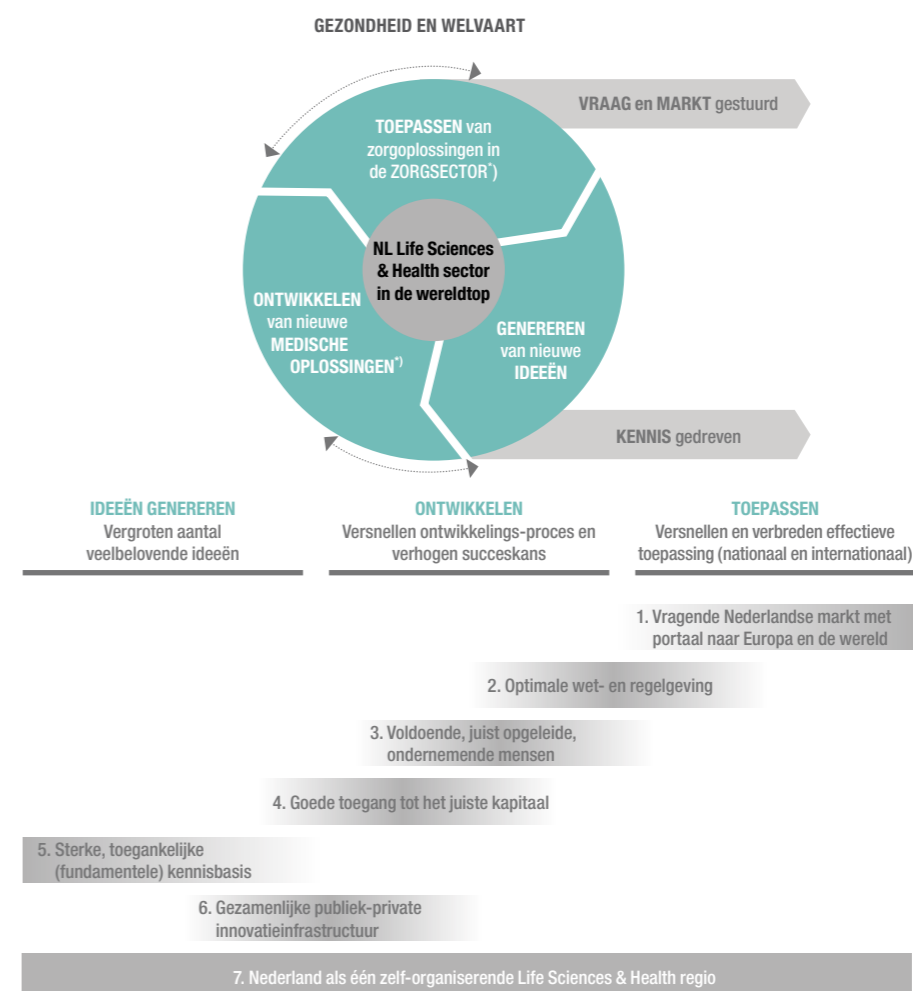 GEZONDHEID EN WELVAART
VRAAG en MARKT gestuurd
TOEPASSEN van
zorgoplossingen in
de ZORGSECTOR*)
NL Life Sciences
& Health sector
in de wereldtop
ONTWIKKELEN
van nieuwe
MEDISCHE
OPLOSSINGEN*)
GENEREREN
van nieuwe
IDEEËN
KENNIS gedreven
IDEEËN GENEREREN
Vergroten aantal
veelbelovende ideeën
ONTWIKKELEN
Versnellen ontwikkelings-proces en
verhogen succeskans
TOEPASSEN
Versnellen en verbreden effectieve
toepassing (nationaal en internationaal)
1. Vragende Nederlandse markt met
portaal naar Europa en de wereld
2. Optimale wet- en regelgeving
3. Voldoende, juist opgeleide,
ondernemende mensen
4. Goede toegang tot het juiste kapitaal
5. Sterke, toegankelijke
(fundamentele) kennisbasis
6. Gezamenlijke publiek-private
innovatieinfrastructuur
7. Nederland als één zelf-organiserende Life Sciences & Health regio